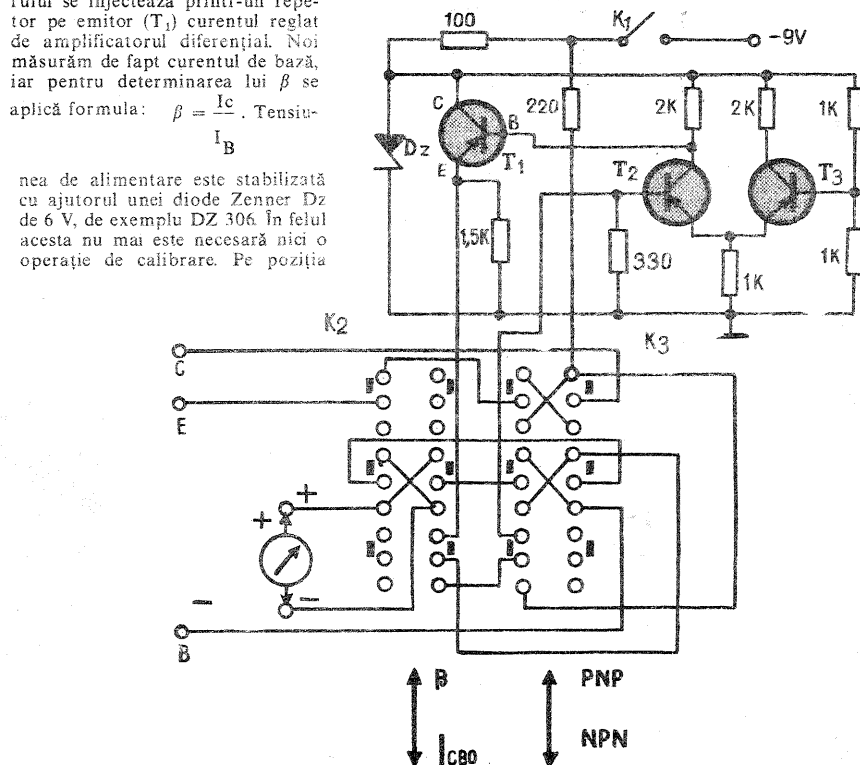 rului se injectează printr-un repe-
tor pe emitor (T₁) curentul reglat
de amplificatorul diferențial. Noi
măsurăm de fapt curentul de bază,
iar pentru determinarea lui β se
aplică formula: β = Ic / I_B . Tensiu-
nea de alimentare este stabilizată
cu ajutorul unei diode Zenner Dz
de 6 V, de exemplu DZ 306. În felul
acesta nu mai este necesară nici o
operație de calibrare. Pe poziția
100
K₁
-9V
220
2K
2K
1K
C
B
E
T₁
Dz
T₂
T₃
1,5K
330
1K
1K
K2
K3
C
E
+
+
-
-
B
β
PNP
I_CBO
NPN